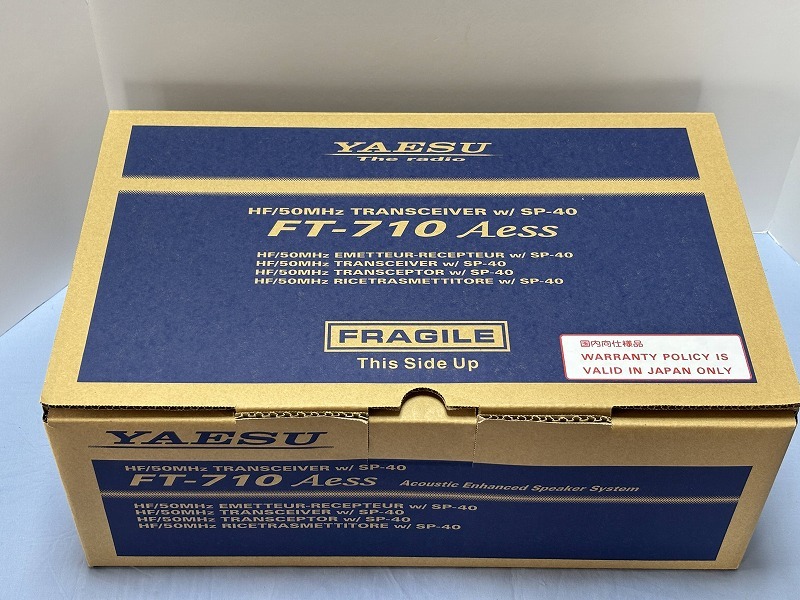 YAESU
The radio
HF/50MHz TRANSCEIVER w/ SP-40
FT-710 Aess
HF/50MHz EMETTEUR-RECEPTEUR w/ SP-40
HF/50MHz TRANSCEIVER w/ SP-40
HF/50MHz TRANSCEPTOR w/ SP-40
HF/50MHz RICETRASMETTITORE w/ SP-40
FRAGILE
This Side Up
国内向仕様品
WARRANTY POLICY IS
VALID IN JAPAN ONLY
YAESU
HF/50MHz TRANSCEIVER w/ SP-40
FT-710 Aess Acoustic Enhanced Speaker System
HF/50MHz EMETTEUR-RECEPTEUR w/ SP-40
HF/50MHz TRANSCEIVER w/ SP-40
HF/50MHz TRANSCEPTOR w/ SP-40
HF/50MHz RICETRASMETTITORE w/ SP-40